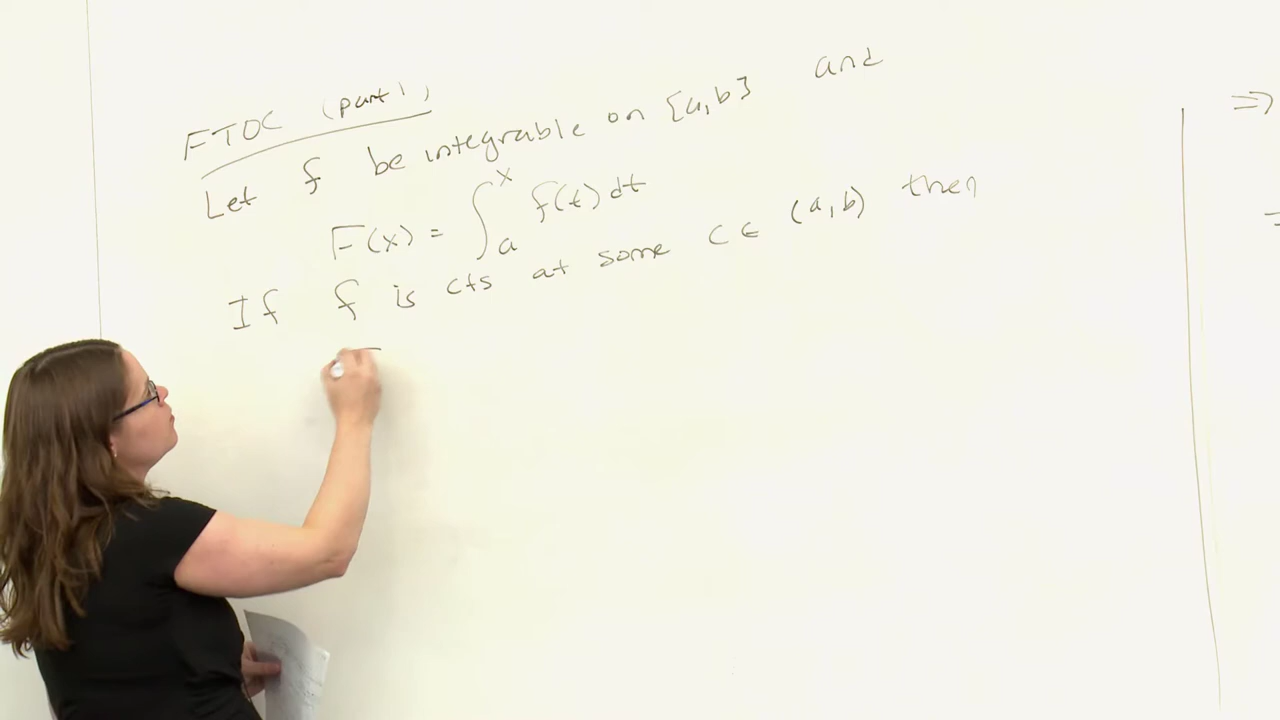 FTOC (part 1)
Let f be integrable on [a,b] and
F(x) = ∫_a^x f(t) dt
If f is cts at some c ∈ (a,b) then
⇒